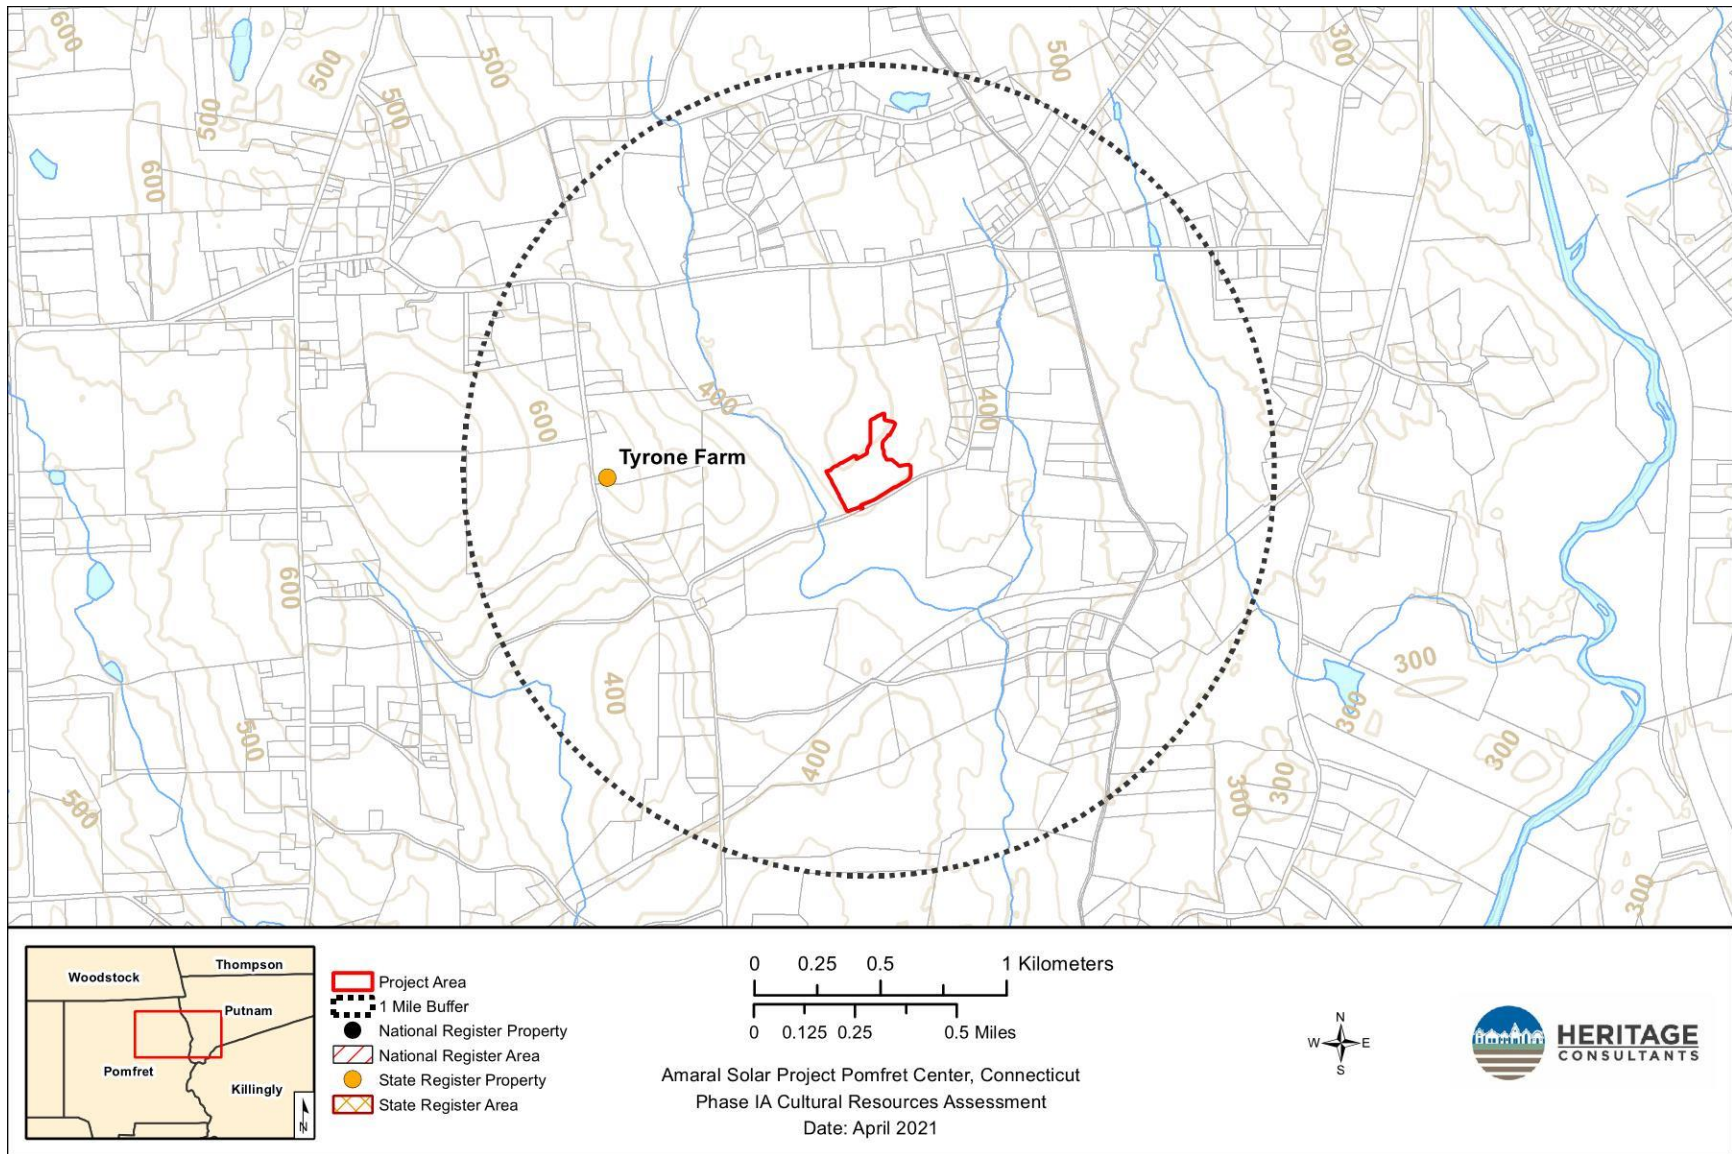 600
500
500
500
300
500
500
600
600
400
400
Tyrone Farm
600
300
400
300
500
400
300
300
300
500
300
Woodstock
Thompson
Putnam
Pomfret
Killingly
N
Project Area
1 Mile Buffer
National Register Property
National Register Area
State Register Property
State Register Area
0 0.25 0.5 1 Kilometers
0 0.125 0.25 0.5 Miles
Amaral Solar Project Pomfret Center, Connecticut
Phase IA Cultural Resources Assessment
Date: April 2021
N
W E
S
HERITAGE
CONSULTANTS